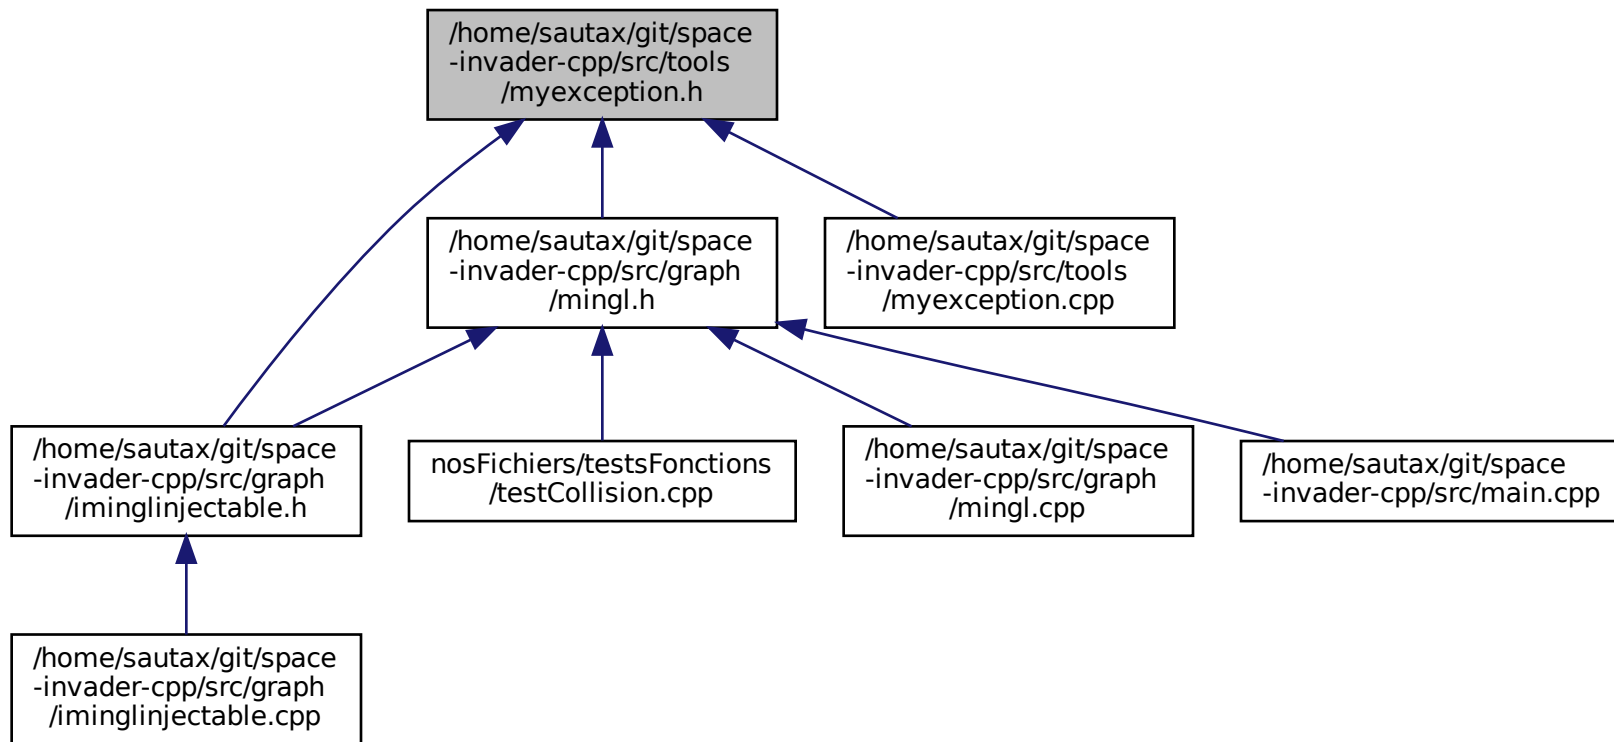 /home/sautax/git/space
-invader-cpp/src/tools
/myexception.h
/home/sautax/git/space
-invader-cpp/src/graph
/mingl.h
/home/sautax/git/space
-invader-cpp/src/tools
/myexception.cpp
/home/sautax/git/space
-invader-cpp/src/graph
/iminglinjectable.h
nosFichiers/testsFonctions
/testCollision.cpp
/home/sautax/git/space
-invader-cpp/src/graph
/mingl.cpp
/home/sautax/git/space
-invader-cpp/src/main.cpp
/home/sautax/git/space
-invader-cpp/src/graph
/iminglinjectable.cpp